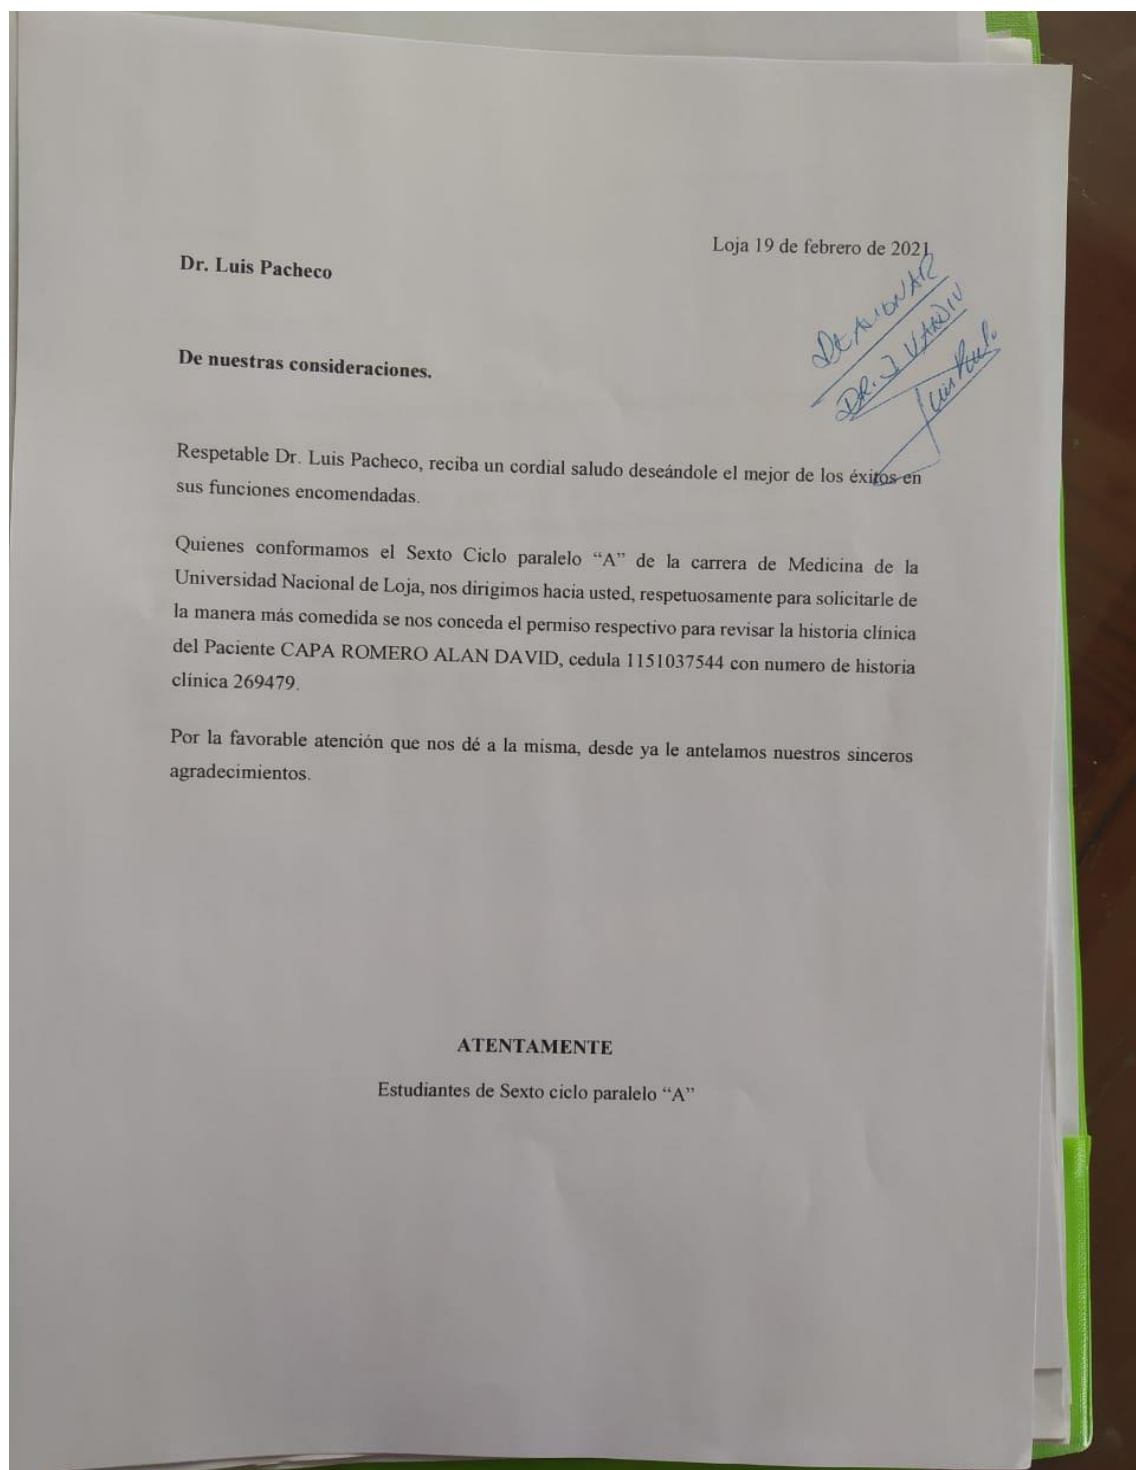 Loja 19 de febrero de 2021
Dr. Luis Pacheco
De nuestras consideraciones.
DR.
Respetable Dr. Luis Pacheco, reciba un cordial saludo deseándole el mejor de los éxitos en
sus funciones encomendadas.
Quienes conformamos el Sexto Ciclo paralelo “A” de la carrera de Medicina de la
Universidad Nacional de Loja, nos dirigimos hacia usted, respetuosamente para solicitarle de
la manera más comedida se nos conceda el permiso respectivo para revisar la historia clínica
del Paciente CAPA ROMERO ALAN DAVID, cedula 1151037544 con numero de historia
clínica 269479.
Por la favorable atención que nos dé a la misma, desde ya le antelamos nuestros sinceros
agradecimientos.
ATENTAMENTE
Estudiantes de Sexto ciclo paralelo “A”